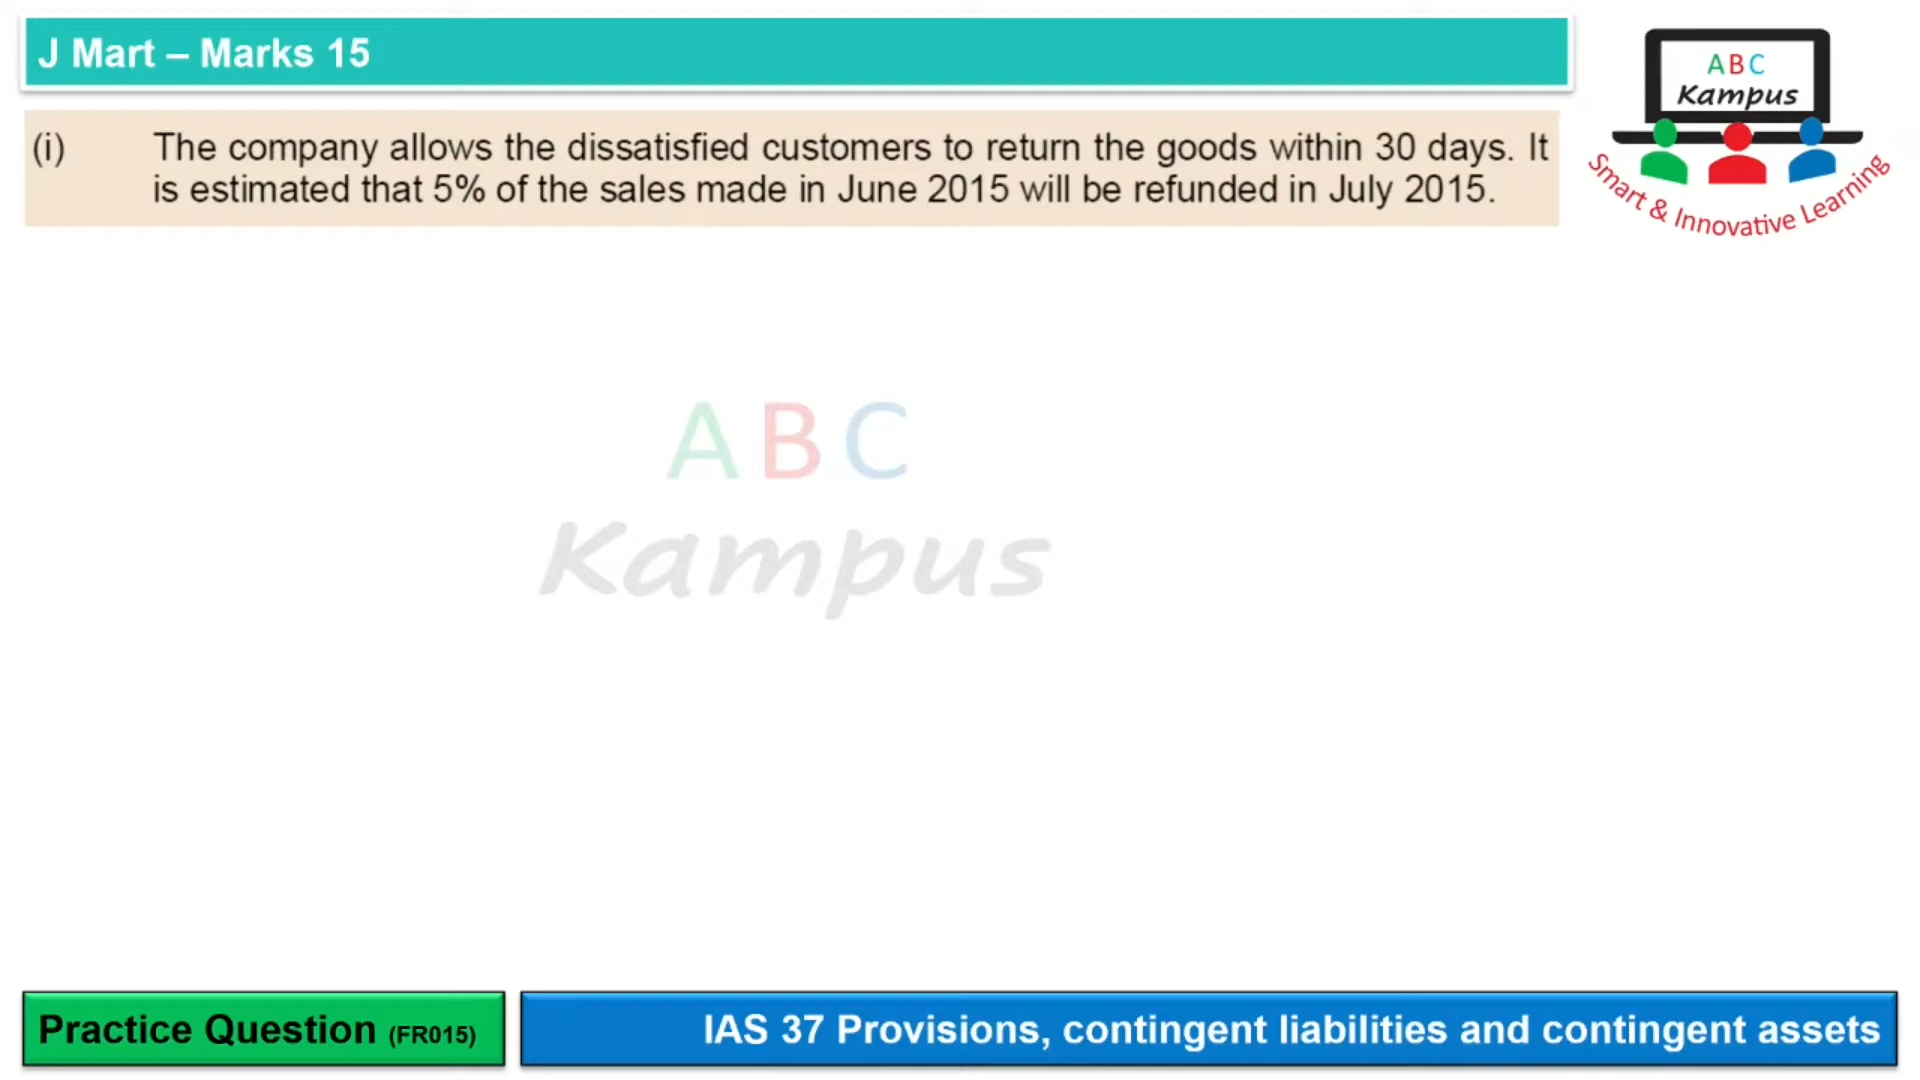 J Mart – Marks 15
ABC
Kampus
Smart & Innovative Learning
(i) The company allows the dissatisfied customers to return the goods within 30 days. It
is estimated that 5% of the sales made in June 2015 will be refunded in July 2015.
ABC
Kampus
Practice Question (FR015)
IAS 37 Provisions, contingent liabilities and contingent assets